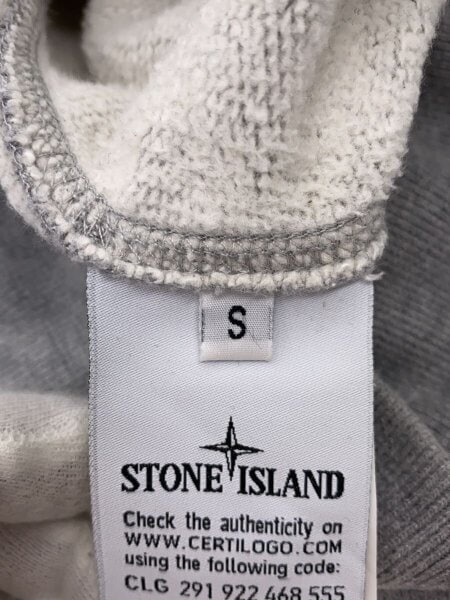 S
STONE ISLAND
Check the authenticity on
WWW.CERTILOGO.COM
using the following code:
CLG 291 922 468 555